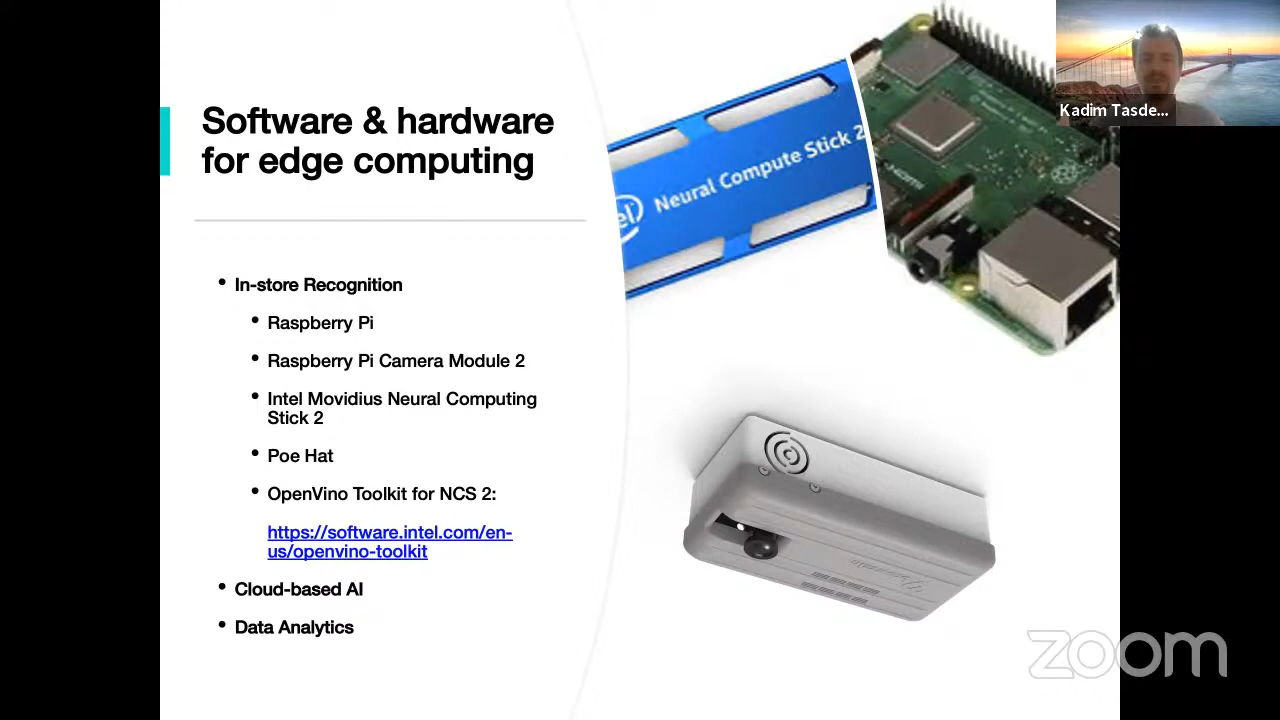 Software & hardware
for edge computing
In-store Recognition
Raspberry Pi
Raspberry Pi Camera Module 2
Intel Movidius Neural Computing
Stick 2
Poe Hat
OpenVino Toolkit for NCS 2:
https://software.intel.com/en-
us/openvino-toolkit
Cloud-based AI
Data Analytics
Neural Compute Stick 2
Kadim Tasde...
zoom